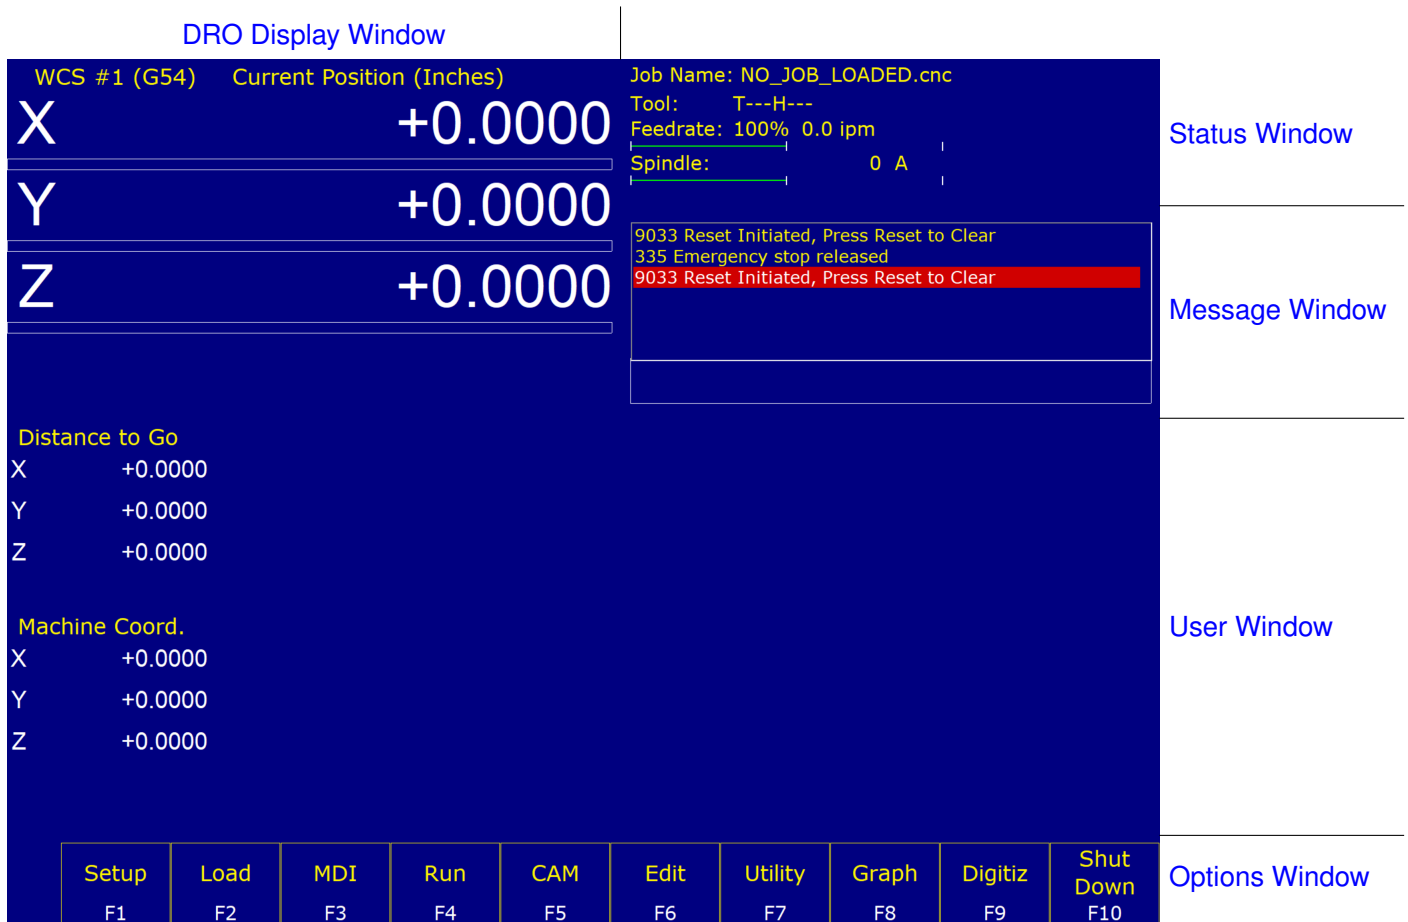 DRO Display Window
WCS #1 (G54) Current Position (Inches)
X +0.0000
Y +0.0000
Z +0.0000
Job Name: NO_JOB_LOADED.cnc
Tool: T---H---
Feedrate: 100% 0.0 ipm
Spindle: 0 A
Status Window
9033 Reset Initiated, Press Reset to Clear
335 Emergency stop released
9033 Reset Initiated, Press Reset to Clear
Message Window
Distance to Go
X +0.0000
Y +0.0000
Z +0.0000
Machine Coord.
X +0.0000
Y +0.0000
Z +0.0000
User Window
Setup Load MDI Run CAM Edit Utility Graph Digitiz Shut Down
F1 F2 F3 F4 F5 F6 F7 F8 F9 F10
Options Window